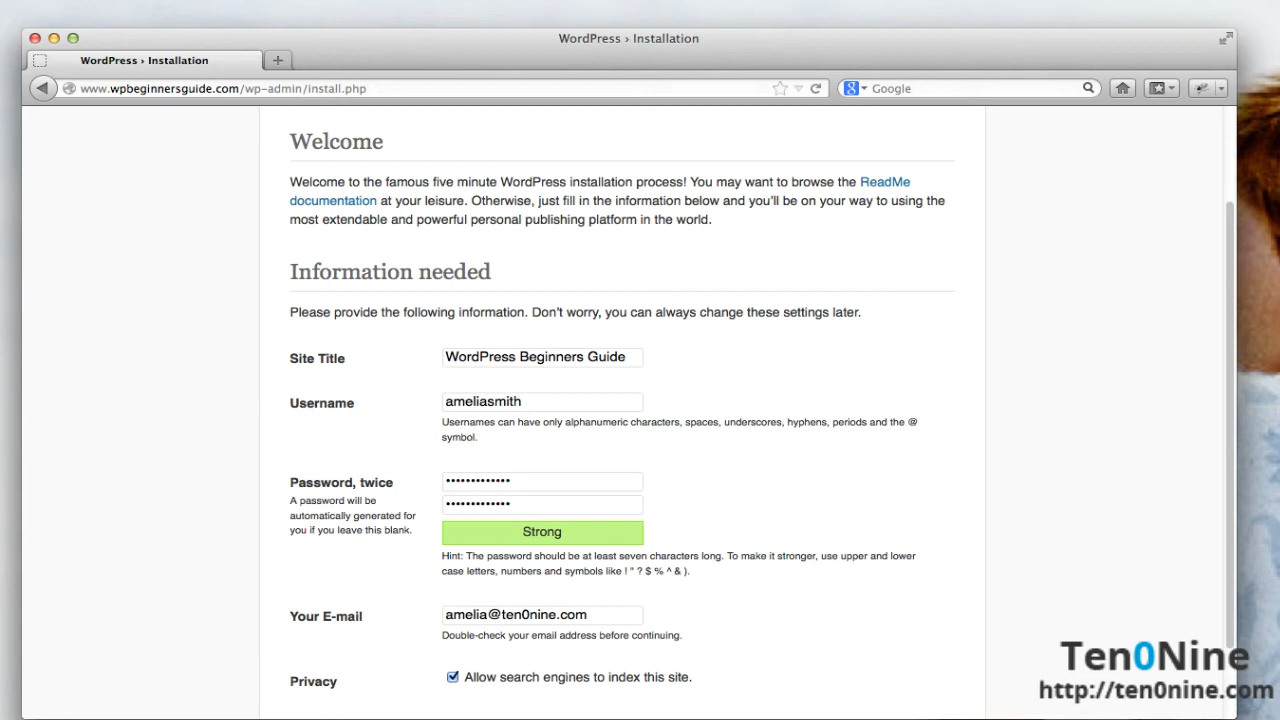 WordPress › Installation
WordPress › Installation
www.wpbeginnersguide.com/wp-admin/install.php
Google
Welcome
Welcome to the famous five minute WordPress installation process! You may want to browse the ReadMe
documentation at your leisure. Otherwise, just fill in the information below and you'll be on your way to using the
most extendable and powerful personal publishing platform in the world.
Information needed
Please provide the following information. Don't worry, you can always change these settings later.
Site Title
WordPress Beginners Guide
Username
ameliasmith
Usernames can have only alphanumeric characters, spaces, underscores, hyphens, periods and the @
symbol.
Password, twice
A password will be
automatically generated for
you if you leave this blank.
•••••••••••••
•••••••••••••
Strong
Hint: The password should be at least seven characters long. To make it stronger, use upper and lower
case letters, numbers and symbols like ! " ? $ % ^ & ).
Your E-mail
amelia@ten0nine.com
Double-check your email address before continuing.
Privacy
Allow search engines to index this site.
Ten0Nine
http://ten0nine.com